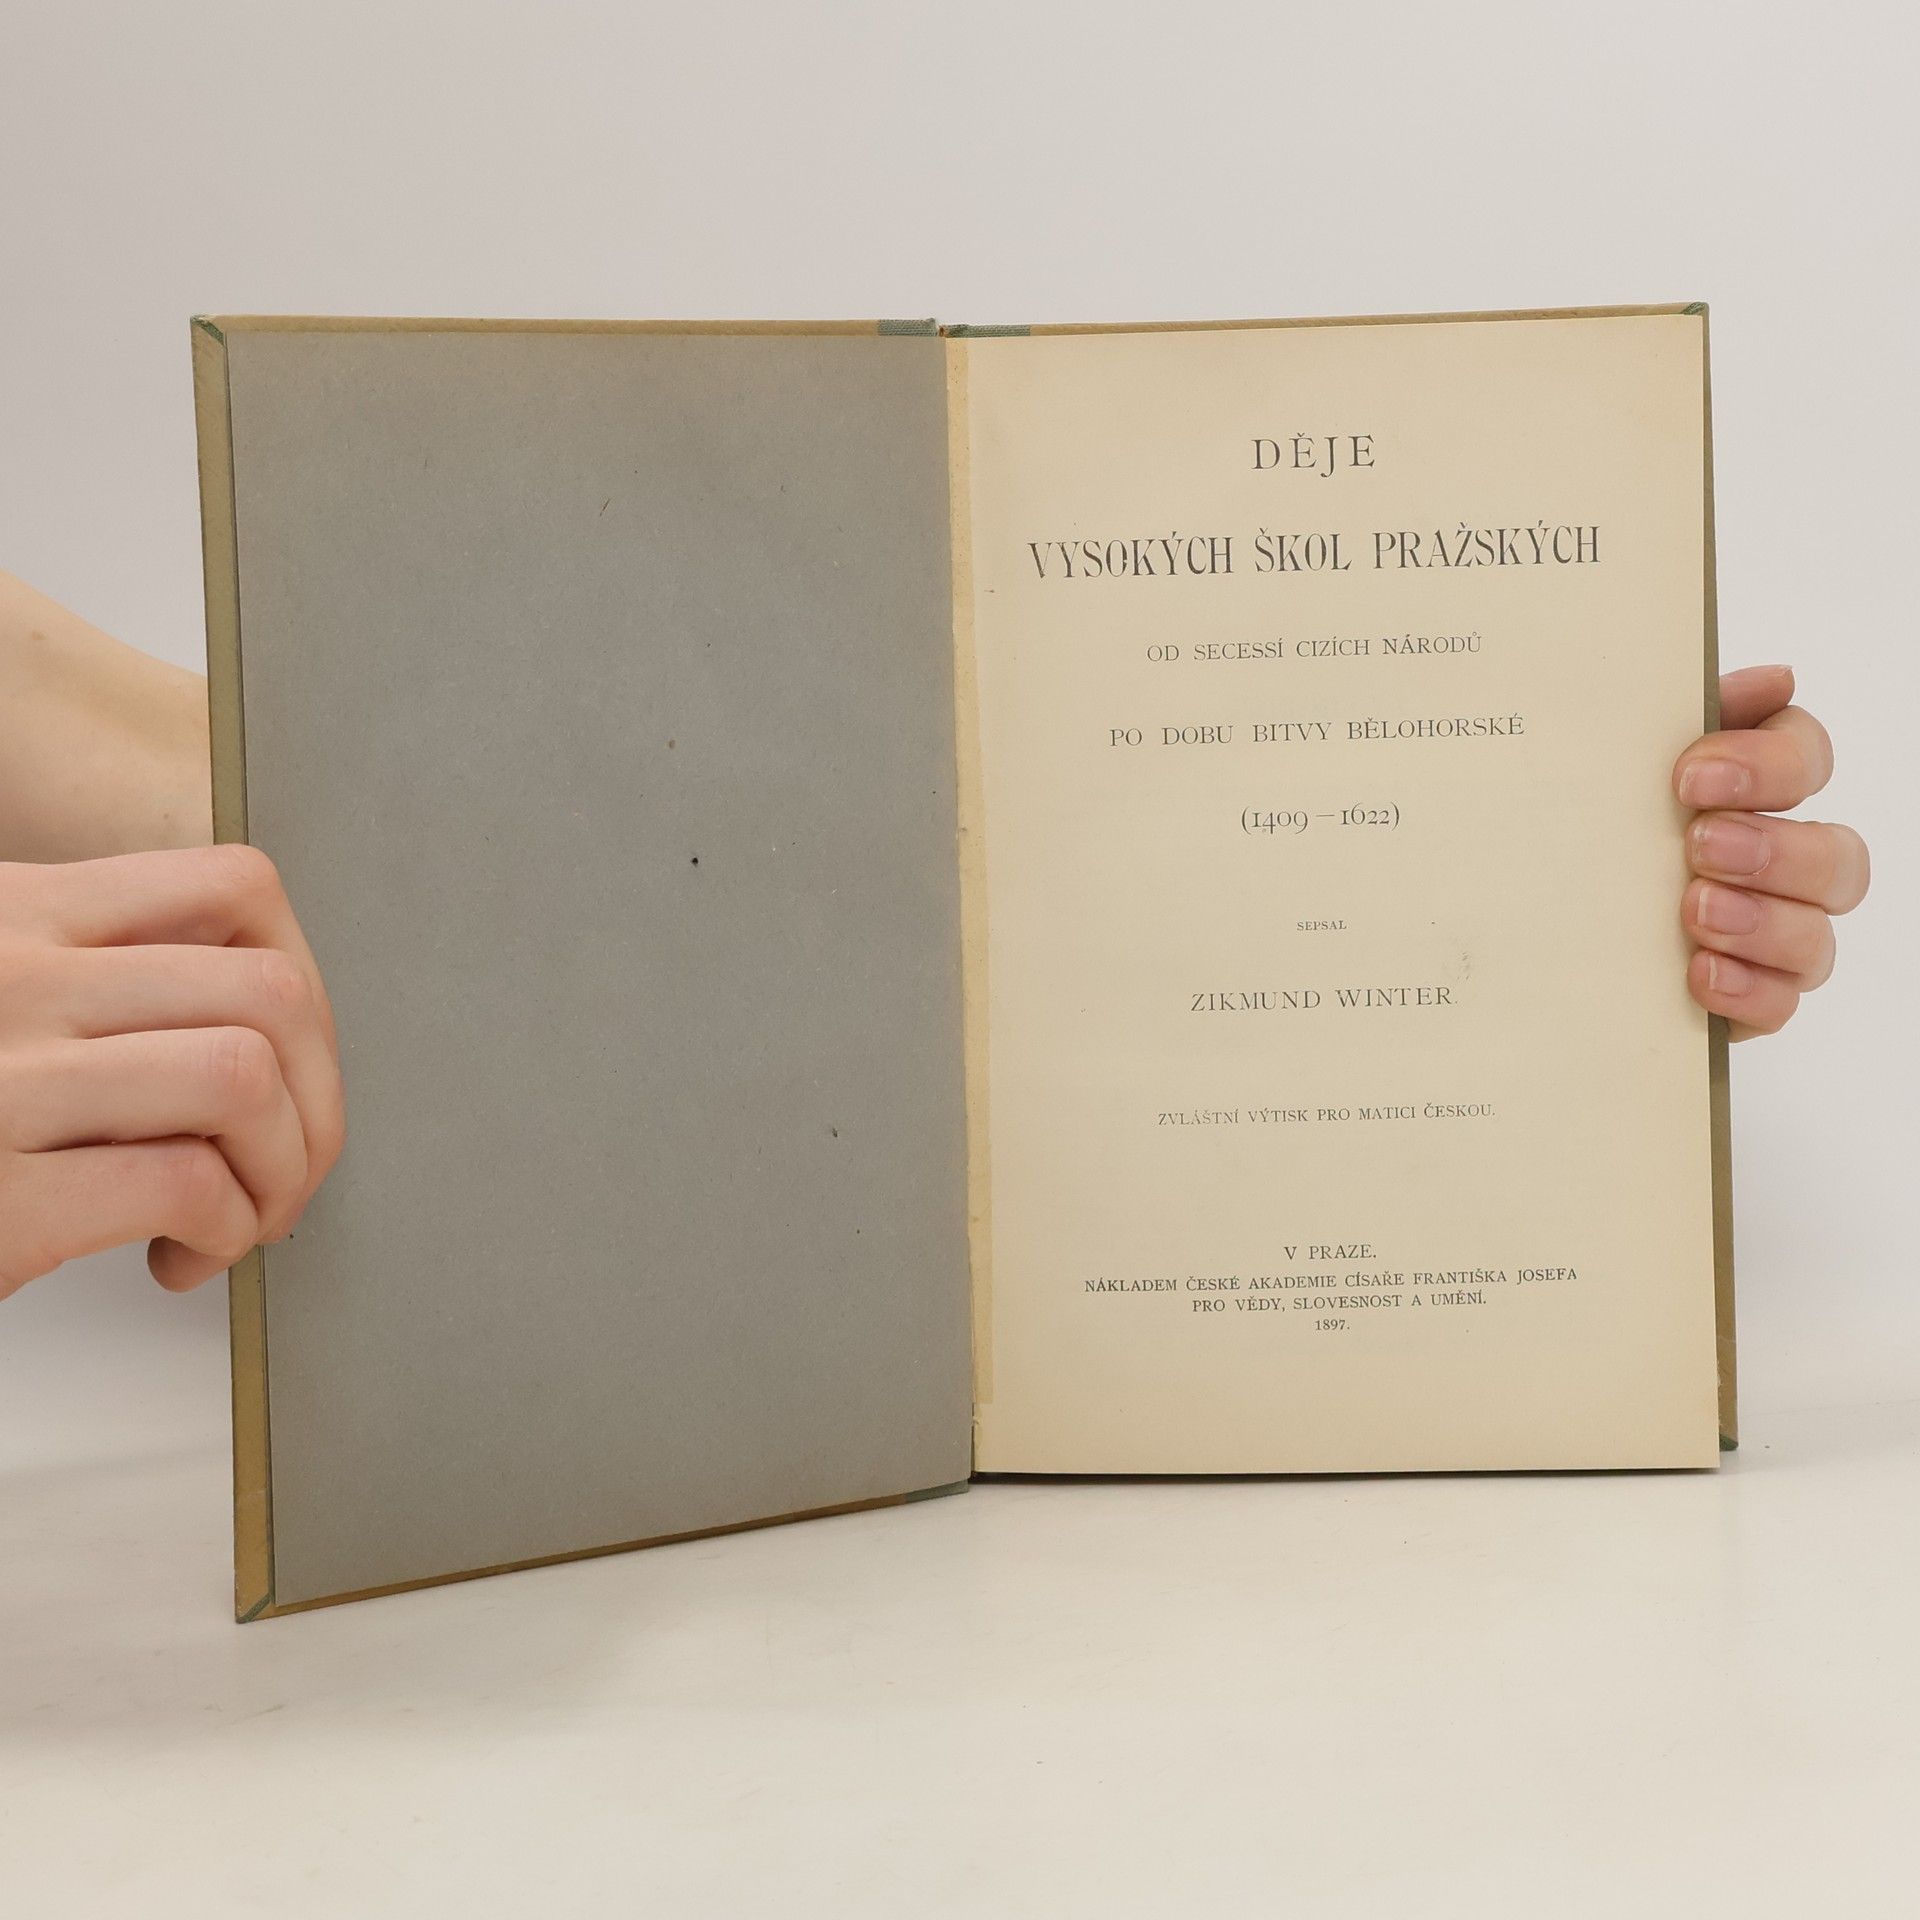 DĚJE
VYSOKÝCH ŠKOL PRAŽSKÝCH
OD SECESSÍ CIZÍCH NÁRODŮ
PO DOBU BITVY BĚLOHORSKÉ
(1409 – 1622)
SEPSAL
ZIKMUND WINTER.
ZVLÁŠTNÍ VÝTISK PRO MATICI ČESKOU.
V PRAZE.
NÁKLADEM ČESKÉ AKADEMIE CÍSAŘE FRANTIŠKA JOSEFA
PRO VĚDY, SLOVESNOST A UMĚNÍ.
1897.